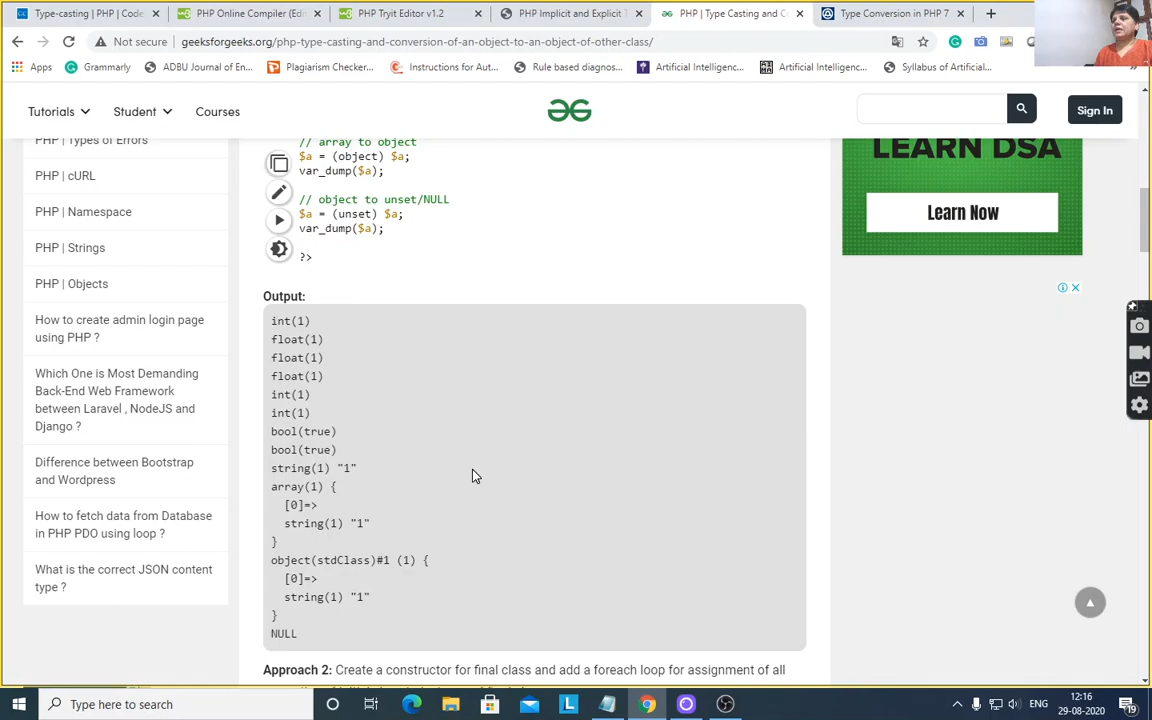 Type-casting | PHP | Codec
PHP Online Compiler (Edi
PHP Tryit Editor v1.2
PHP Implicit and Explicit T
PHP | Type Casting and Co
Type Conversion in PHP 7
Not secure
geeksforgeeks.org/php-type-casting-and-conversion-of-an-object-to-an-object-of-other-class/
Apps
Grammarly
ADBU Journal of En...
Plagiarism Checker...
Instructions for Aut...
Rule based diagnos...
Artificial Intelligenc...
Artificial Intelligenc...
Syllabus of Artificial...
Tutorials
Student
Courses
Sign In
PHP | Types of Errors
PHP | cURL
PHP | Namespace
PHP | Strings
PHP | Objects
How to create admin login page
using PHP ?
Which One is Most Demanding
Back-End Web Framework
between Laravel , NodeJS and
Django ?
Difference between Bootstrap
and Wordpress
How to fetch data from Database
in PHP PDO using loop ?
What is the correct JSON content
type ?
// array to object
$a = (object) $a;
var_dump($a);
// object to unset/NULL
$a = (unset) $a;
var_dump($a);
?>
Output:
int(1)
float(1)
float(1)
float(1)
int(1)
int(1)
bool(true)
bool(true)
string(1) "1"
array(1) {
[0]=>
string(1) "1"
}
object(stdClass)#1 (1) {
[0]=>
string(1) "1"
}
NULL
Approach 2: Create a constructor for final class and add a foreach loop for assignment of all
LEARN DSA
Learn Now
Type here to search
ENG
12:16
29-08-2020
19